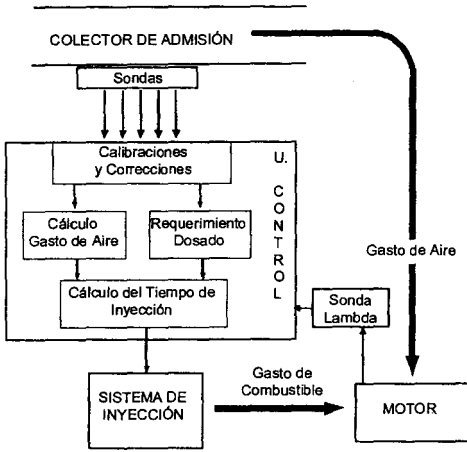 COLECTOR DE ADMISIÓN
Sondas
Calibraciones
y Correcciones
U. CONTROL
Cálculo
Gasto de Aire
Requerimiento
Dosado
Cálculo del Tiempo de
Inyección
Gasto de Aire
Sonda
Lambda
SISTEMA DE
INYECCIÓN
Gasto de
Combustible
MOTOR